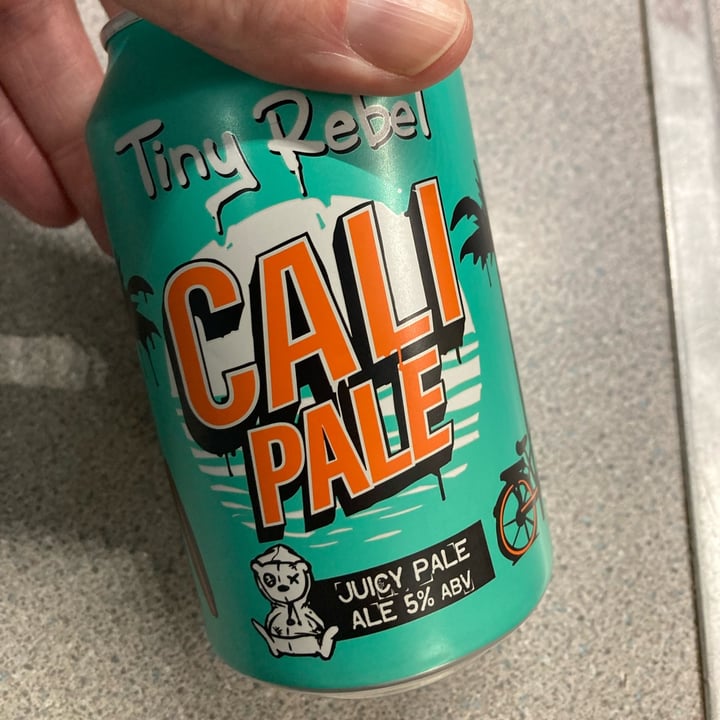 Tiny Rebel
CALI
PALE
JUICY PALE
ALE 5% ABV